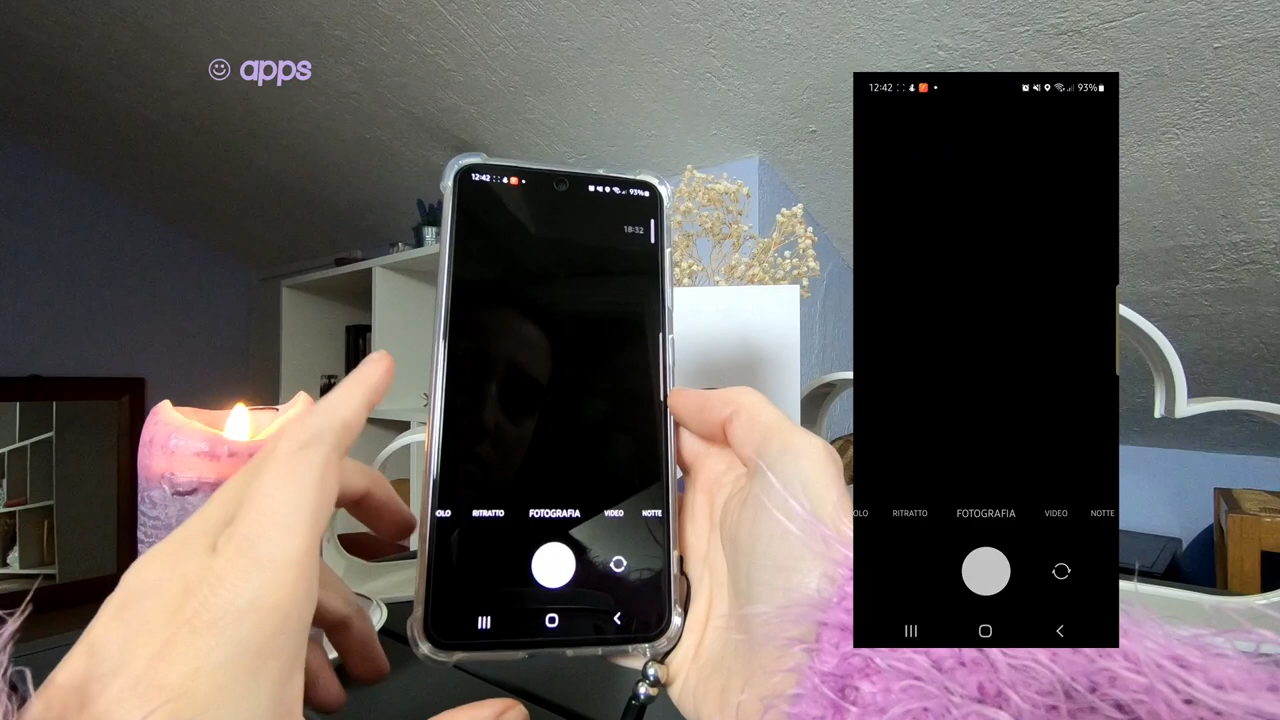 ☺ apps
12:42
93%
18:32
OLO RITRATTO FOTOGRAFIA VIDEO NOTTE
12:42
93%
OLO RITRATTO FOTOGRAFIA VIDEO NOTTE